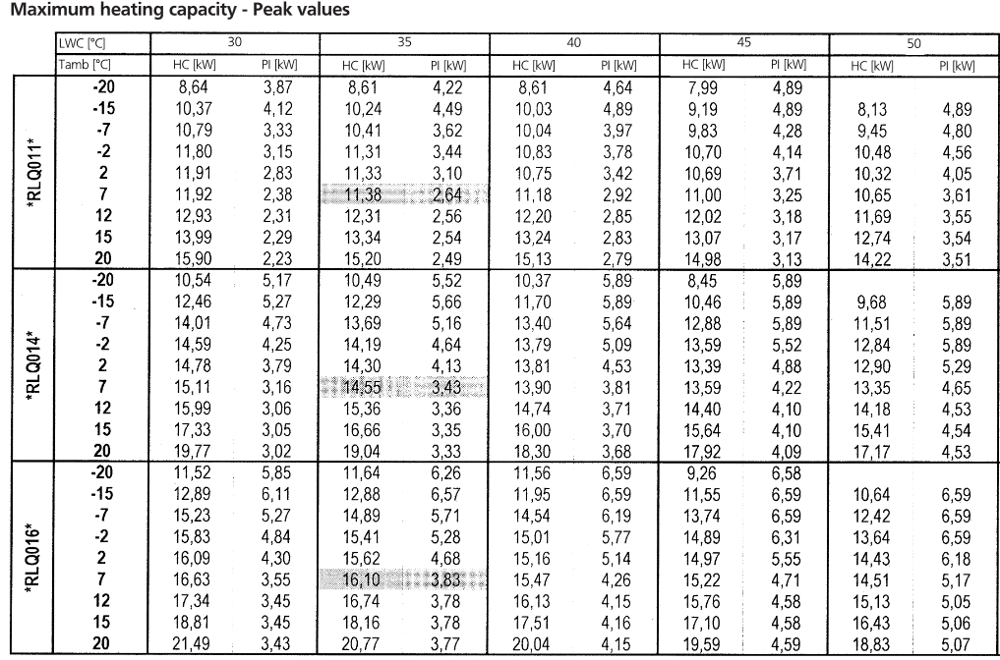 Maximum heating capacity - Peak values
LWC [°C] 30 35 40 45 50
Tamb [°C] HC [kW] PI [kW] HC [kW] PI [kW] HC [kW] PI [kW] HC [kW] PI [kW] HC [kW] PI [kW]
*RLQ011*
-20 8,64 3,87 8,61 4,22 8,61 4,64 7,99 4,89
-15 10,37 4,12 10,24 4,49 10,03 4,89 9,19 4,89 8,13 4,89
-7 10,79 3,33 10,41 3,62 10,04 3,97 9,83 4,28 9,45 4,80
-2 11,80 3,15 11,31 3,44 10,83 3,78 10,70 4,14 10,48 4,56
2 11,91 2,83 11,33 3,10 10,75 3,42 10,69 3,71 10,32 4,05
7 11,92 2,38 11,38 2,64 11,18 2,92 11,00 3,25 10,65 3,61
12 12,93 2,31 12,31 2,56 12,20 2,85 12,02 3,18 11,69 3,55
15 13,99 2,29 13,34 2,54 13,24 2,83 13,07 3,17 12,74 3,54
20 15,90 2,23 15,20 2,49 15,13 2,79 14,98 3,13 14,22 3,51
*RLQ014*
-20 10,54 5,17 10,49 5,52 10,37 5,89 8,45 5,89
-15 12,46 5,27 12,29 5,66 11,70 5,89 10,46 5,89 9,68 5,89
-7 14,01 4,73 13,69 5,16 13,40 5,64 12,88 5,89 11,51 5,89
-2 14,59 4,25 14,19 4,64 13,79 5,09 13,59 5,52 12,84 5,89
2 14,78 3,79 14,30 4,13 13,81 4,53 13,39 4,88 12,90 5,29
7 15,11 3,16 14,55 3,43 13,90 3,81 13,59 4,22 13,35 4,65
12 15,99 3,06 15,36 3,36 14,74 3,71 14,40 4,10 14,18 4,53
15 17,33 3,05 16,66 3,35 16,00 3,70 15,64 4,10 15,41 4,54
20 19,77 3,02 19,04 3,33 18,30 3,68 17,92 4,09 17,17 4,53
*RLQ016*
-20 11,52 5,85 11,64 6,26 11,56 6,59 9,26 6,58
-15 12,89 6,11 12,88 6,57 11,95 6,59 11,55 6,59 10,64 6,59
-7 15,23 5,27 14,89 5,71 14,54 6,19 13,74 6,59 12,42 6,59
-2 15,83 4,84 15,41 5,28 15,01 5,77 14,89 6,31 13,64 6,59
2 16,09 4,30 15,62 4,68 15,16 5,14 14,97 5,55 14,43 6,18
7 16,63 3,55 16,10 3,83 15,47 4,26 15,22 4,71 14,51 5,17
12 17,34 3,45 16,74 3,78 16,13 4,15 15,76 4,58 15,13 5,05
15 18,81 3,45 18,16 3,78 17,51 4,16 17,10 4,58 16,43 5,06
20 21,49 3,43 20,77 3,77 20,04 4,15 19,59 4,59 18,83 5,07